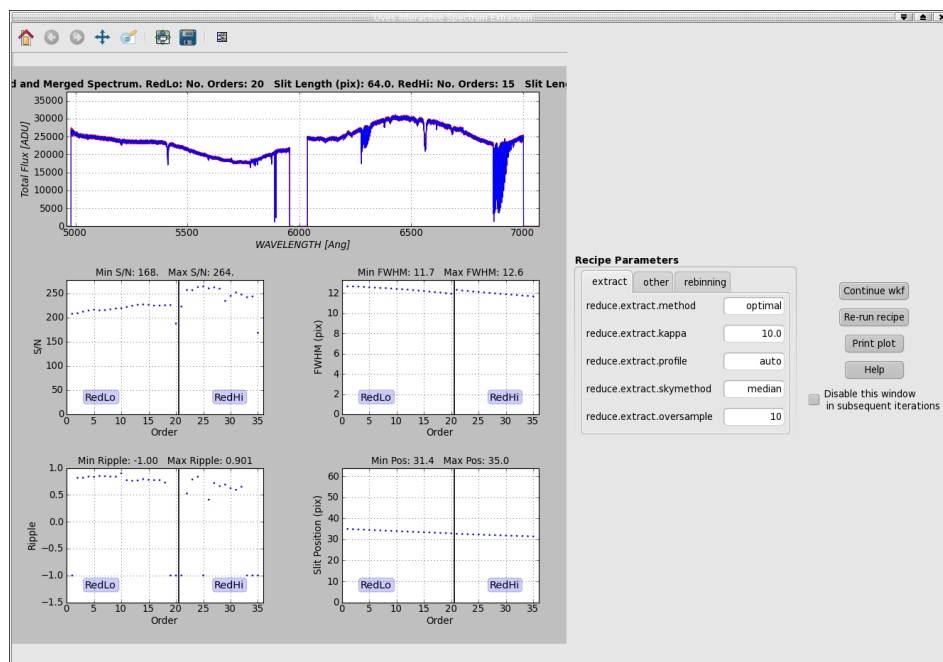 Uves Interactive Spectrum Extraction
d and Merged Spectrum. RedLo: No. Orders: 20 Slit Length (pix): 64.0. RedHi: No. Orders: 15 Slit Len
35000
30000
25000
20000
15000
10000
5000
0
Total Flux [ADU]
5000 5500 6000 6500 7000
WAVELENGTH [Ang]
Min S/N: 168. Max S/N: 264.
250
200
150
100
50
0
S/N
RedLo RedHi
0 5 10 15 20 25 30 35
Order
Min FWHM: 11.7 Max FWHM: 12.6
12
10
8
6
4
2
0
FWHM (pix)
RedLo RedHi
0 5 10 15 20 25 30 35
Order
Min Ripple: -1.00 Max Ripple: 0.901
1.0
0.5
0.0
−0.5
−1.0
−1.5
Ripple
RedLo RedHi
0 5 10 15 20 25 30 35
Order
Min Pos: 31.4 Max Pos: 35.0
60
50
40
30
20
10
0
Slit Position (pix)
RedLo RedHi
0 5 10 15 20 25 30 35
Order
Recipe Parameters
extract other rebinning
reduce.extract.method optimal
reduce.extract.kappa 10.0
reduce.extract.profile auto
reduce.extract.skymethod median
reduce.extract.oversample 10
Continue wkf
Re-run recipe
Print plot
Help
Disable this window
in subsequent iterations